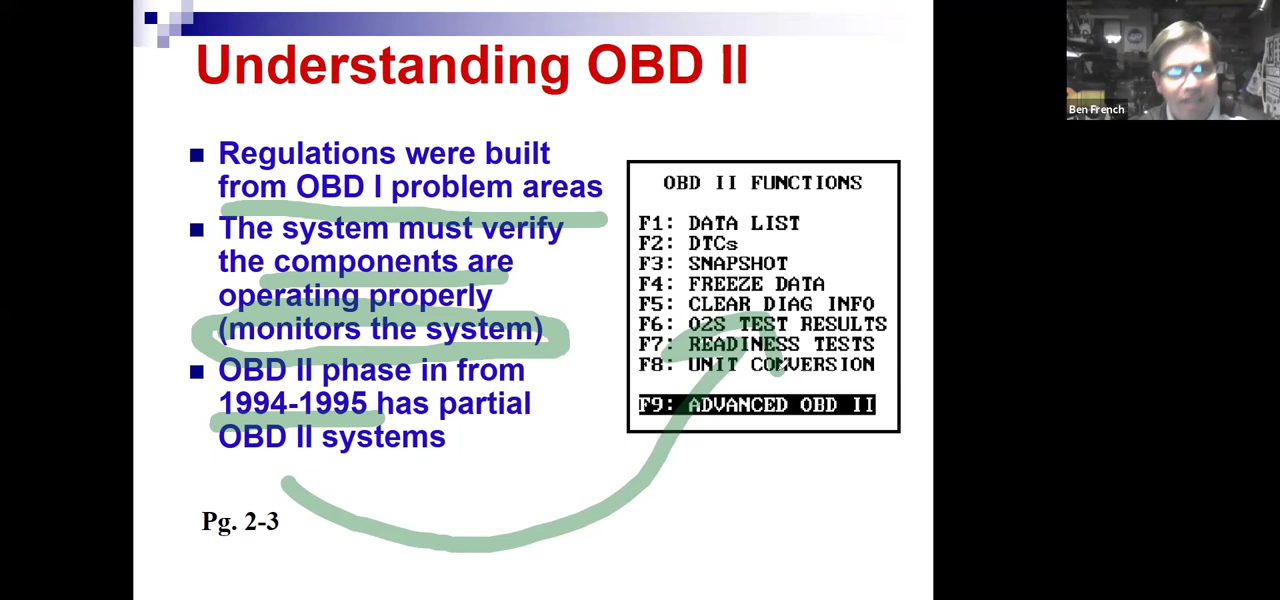 Understanding OBD II
Regulations were built
from OBD I problem areas
The system must verify
the components are
operating properly
(monitors the system)
OBD II phase in from
1994-1995 has partial
OBD II systems
Pg. 2-3
OBD II FUNCTIONS
F1: DATA LIST
F2: DTCs
F3: SNAPSHOT
F4: FREEZE DATA
F5: CLEAR DIAG INFO
F6: O2S TEST RESULTS
F7: READINESS TESTS
F8: UNIT CONVERSION
F9: ADVANCED OBD II
Ben French